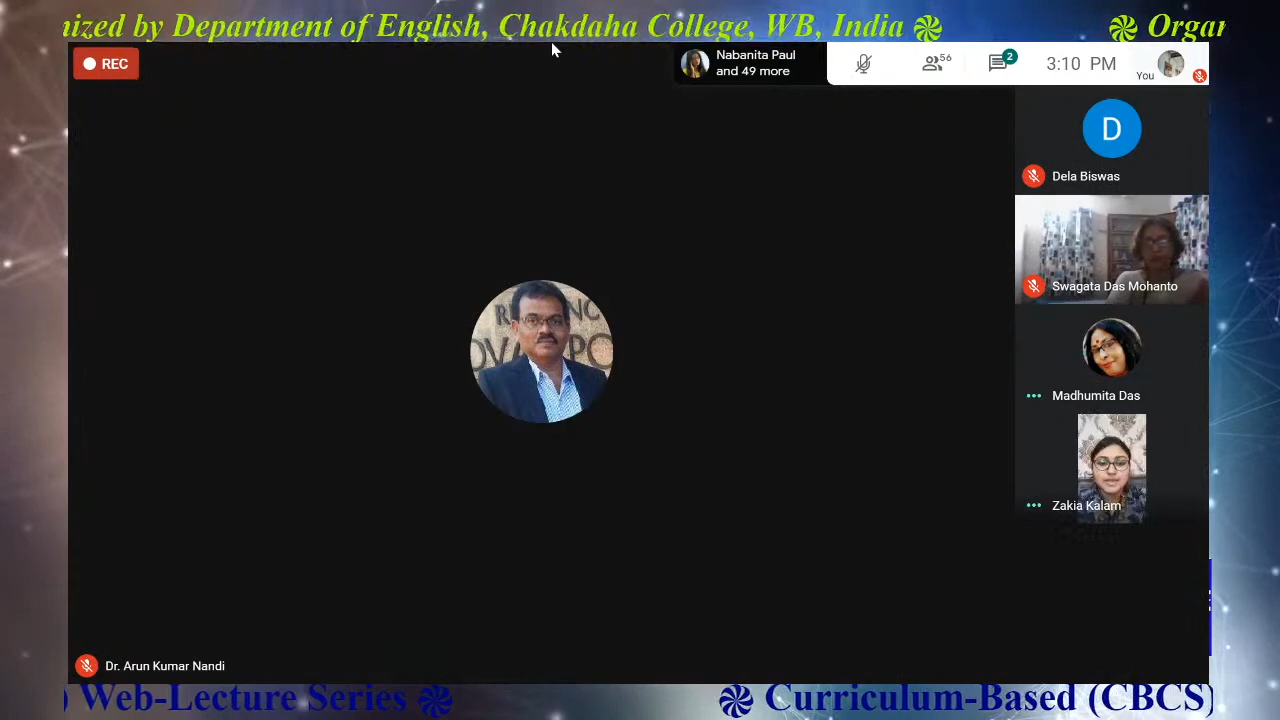 nized by Department of English, Chakdaha College, WB, India ֍ ֍ Organ
REC
Nabanita Paul
and 49 more
56
2
3:10 PM
You
D
Dela Biswas
Swagata Das Mohanto
Madhumita Das
Zakia Kalam
Dr. Arun Kumar Nandi
) Web-Lecture Series ֍ ֍ Curriculum-Based (CBCS)